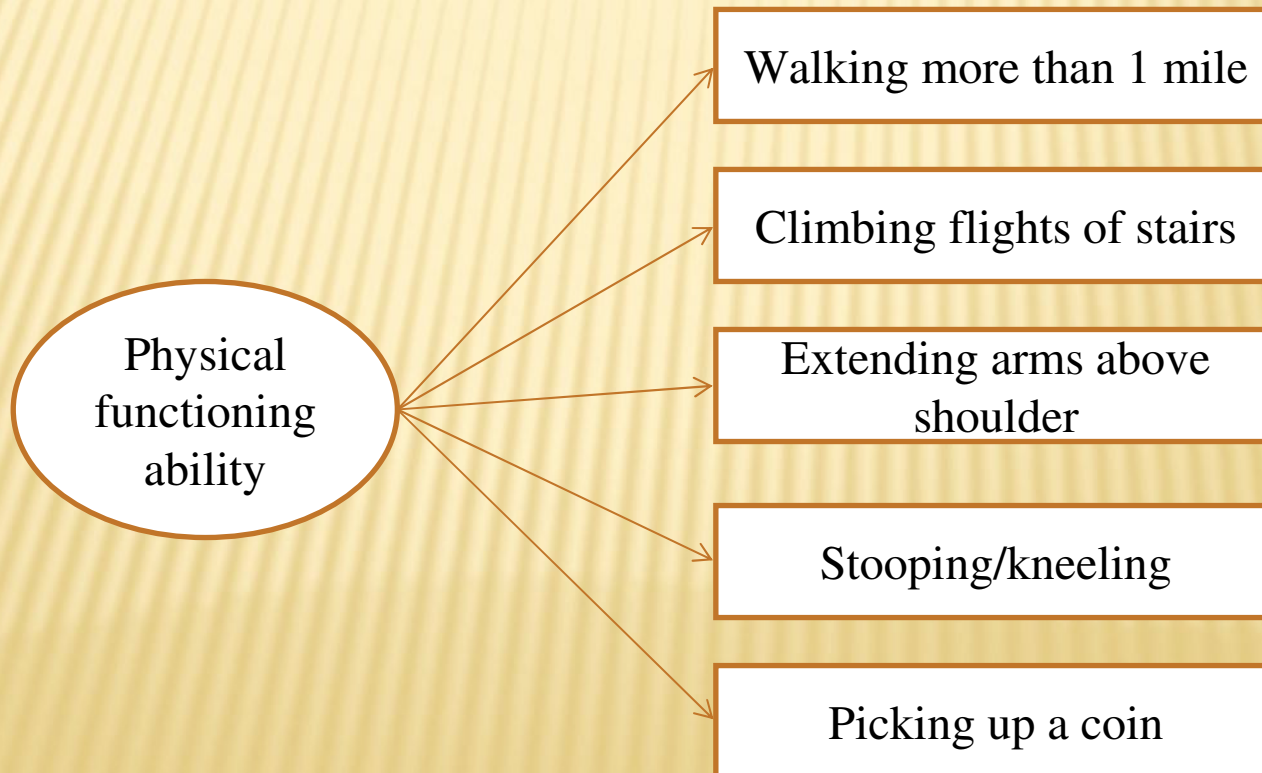 Walking more than 1 mile
Climbing flights of stairs
Extending arms above
shoulder
Physical
functioning
ability
Stooping/kneeling
Picking up a coin